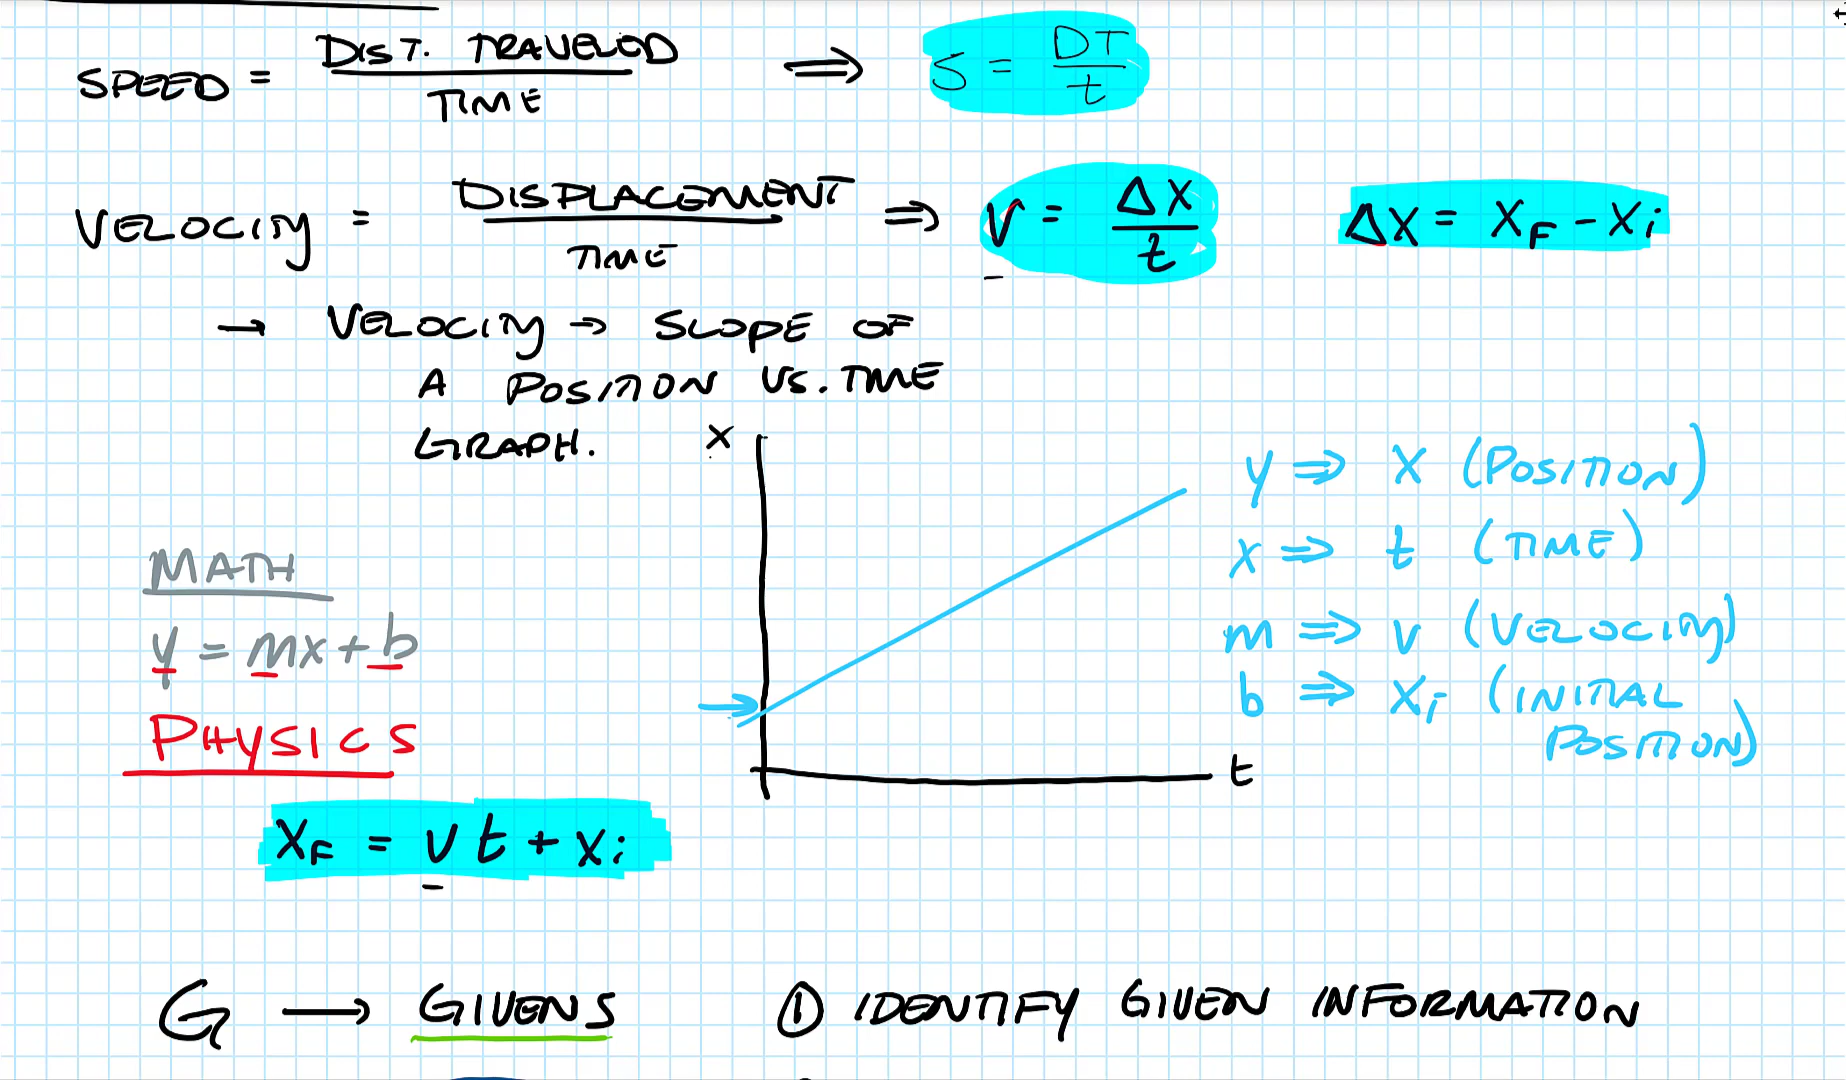 SPEED = DIST. TRAVELED / TIME ⇒ S = DT / t
VELOCITY = DISPLACEMENT / TIME ⇒ V = ΔX / t ΔX = XF - Xi
→ VELOCITY → SLOPE OF
A POSITION VS. TIME
GRAPH.
X
t
y ⇒ X (POSITION)
x ⇒ t (TIME)
m ⇒ v (VELOCITY)
b ⇒ Xi (INITIAL
POSITION)
MATH
y = mx + b
PHYSICS
XF = vt + Xi
G → GIVENS ① IDENTIFY GIVEN INFORMATION